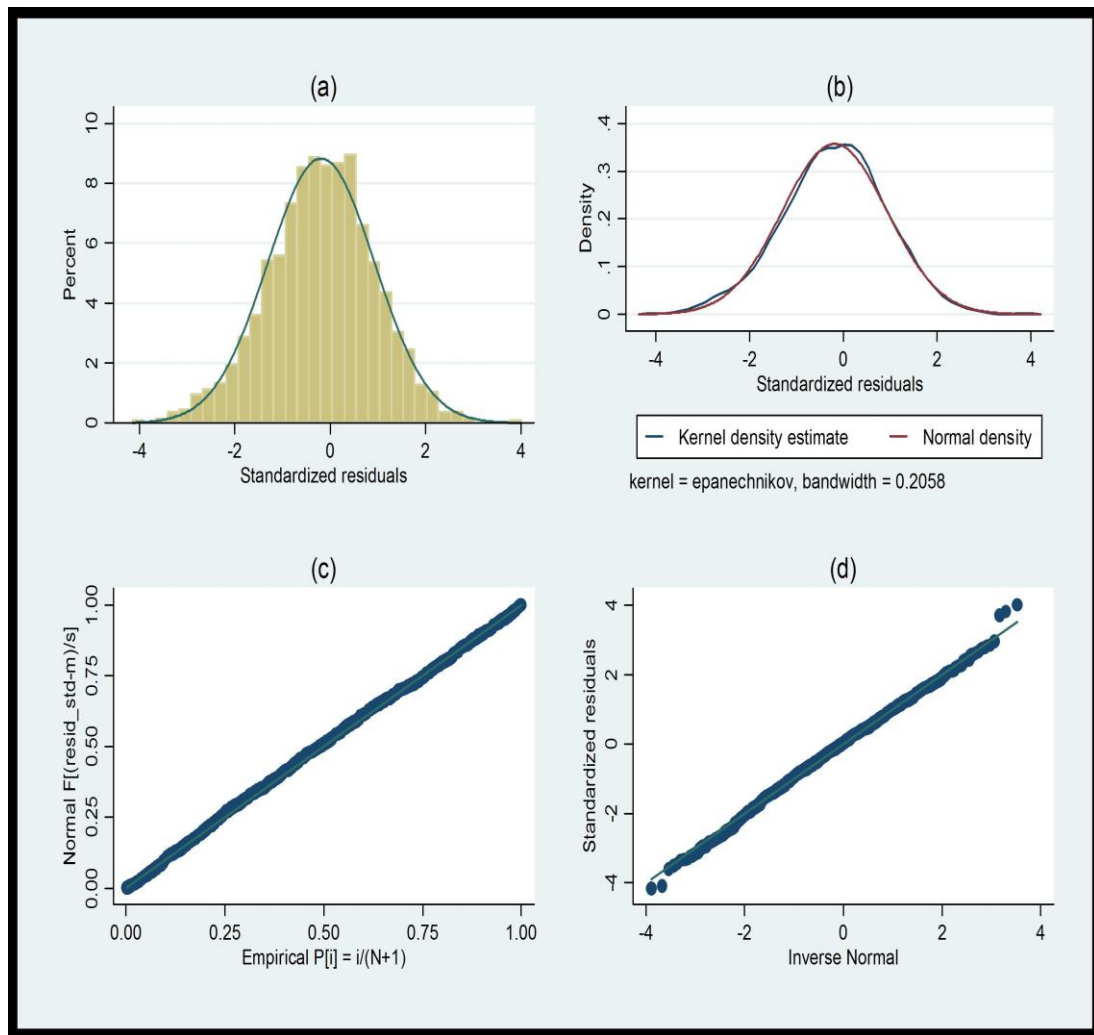 (a)
10
8
6
4
2
0
Percent
-4 -2 0 2 4
Standardized residuals
(b)
.4
.3
.2
.1
0
Density
-4 -2 0 2 4
Standardized residuals
Kernel density estimate Normal density
kernel = epanechnikov, bandwidth = 0.2058
(c)
1.00
0.75
0.50
0.25
0.00
Normal F[(resid_std-m)/s]
0.00 0.25 0.50 0.75 1.00
Empirical P[i] = i/(N+1)
(d)
4
2
0
-2
-4
Standardized residuals
-4 -2 0 2 4
Inverse Normal